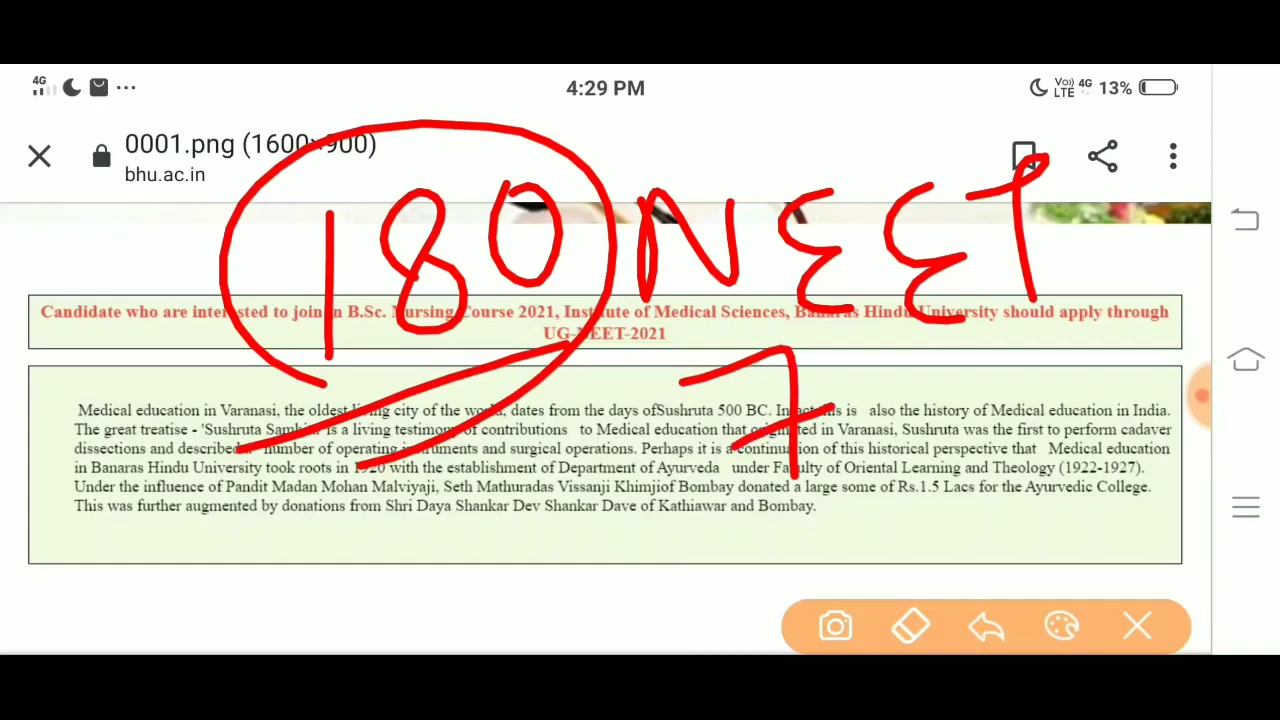 4G ... 4:29 PM Vo)) LTE 4G 13%
0001.png (1600×900)
bhu.ac.in
180 NEET
Candidate who are interested to join in B.Sc. Nursing Course 2021, Institute of Medical Sciences, Banaras Hindu University should apply through
UG-NEET-2021
7
Medical education in Varanasi, the oldest living city of the world, dates from the days ofSushruta 500 BC. In fact this is also the history of Medical education in India.
The great treatise - 'Sushruta Samhita' is a living testimony of contributions to Medical education that originated in Varanasi, Sushruta was the first to perform cadaver
dissections and described number of operating instruments and surgical operations. Perhaps it is a continuation of this historical perspective that Medical education
in Banaras Hindu University took roots in 1920 with the establishment of Department of Ayurveda under Faculty of Oriental Learning and Theology (1922-1927).
Under the influence of Pandit Madan Mohan Malviyaji, Seth Mathuradas Vissanji Khimjiof Bombay donated a large some of Rs.1.5 Lacs for the Ayurvedic College.
This was further augmented by donations from Shri Daya Shankar Dev Shankar Dave of Kathiawar and Bombay.